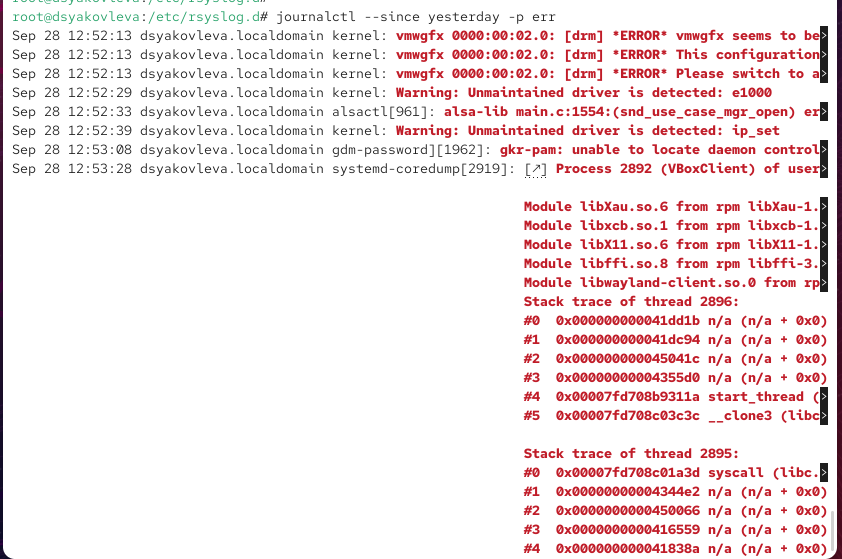 root@dsyakovleva:/etc/rsyslog.d#
root@dsyakovleva:/etc/rsyslog.d# journalctl --since yesterday -p err
Sep 28 12:52:13 dsyakovleva.localdomain kernel: vmwgfx 0000:00:02.0: [drm] *ERROR* vmwgfx seems to be>
Sep 28 12:52:13 dsyakovleva.localdomain kernel: vmwgfx 0000:00:02.0: [drm] *ERROR* This configuration>
Sep 28 12:52:13 dsyakovleva.localdomain kernel: vmwgfx 0000:00:02.0: [drm] *ERROR* Please switch to a>
Sep 28 12:52:29 dsyakovleva.localdomain kernel: Warning: Unmaintained driver is detected: e1000
Sep 28 12:52:33 dsyakovleva.localdomain alsactl[961]: alsa-lib main.c:1554:(snd_use_case_mgr_open) er>
Sep 28 12:52:39 dsyakovleva.localdomain kernel: Warning: Unmaintained driver is detected: ip_set
Sep 28 12:53:08 dsyakovleva.localdomain gdm-password][1962]: gkr-pam: unable to locate daemon control>
Sep 28 12:53:28 dsyakovleva.localdomain systemd-coredump[2919]: [↗] Process 2892 (VBoxClient) of user>
Module libXau.so.6 from rpm libXau-1.>
Module libxcb.so.1 from rpm libxcb-1.>
Module libX11.so.6 from rpm libX11-1.>
Module libffi.so.8 from rpm libffi-3.>
Module libwayland-client.so.0 from rp>
Stack trace of thread 2896:
#0  0x000000000041dd1b n/a (n/a + 0x0)
#1  0x000000000041dc94 n/a (n/a + 0x0)
#2  0x000000000045041c n/a (n/a + 0x0)
#3  0x00000000004355d0 n/a (n/a + 0x0)
#4  0x00007fd708b9311a start_thread (>
#5  0x00007fd708c03c3c __clone3 (libc>
Stack trace of thread 2895:
#0  0x00007fd708c01a3d syscall (libc.>
#1  0x00000000004344e2 n/a (n/a + 0x0)
#2  0x0000000000450066 n/a (n/a + 0x0)
#3  0x0000000000416559 n/a (n/a + 0x0)
#4  0x000000000041838a n/a (n/a + 0x0)